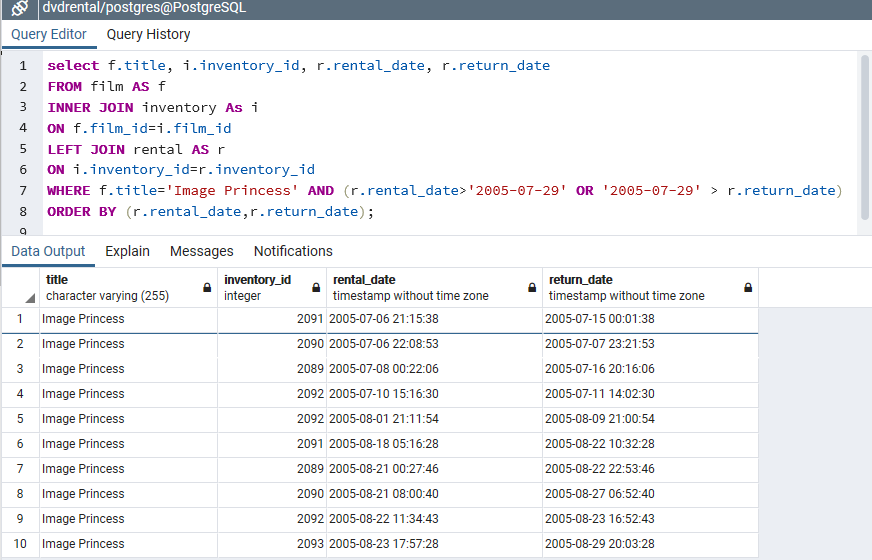 dvdrental/postgres@PostgreSQL
Query Editor Query History
1 select f.title, i.inventory_id, r.rental_date, r.return_date
2 FROM film AS f
3 INNER JOIN inventory As i
4 ON f.film_id=i.film_id
5 LEFT JOIN rental AS r
6 ON i.inventory_id=r.inventory_id
7 WHERE f.title='Image Princess' AND (r.rental_date>'2005-07-29' OR '2005-07-29' > r.return_date)
8 ORDER BY (r.rental_date,r.return_date);
9
Data Output Explain Messages Notifications
title inventory_id rental_date return_date
character varying (255) integer timestamp without time zone timestamp without time zone
1 Image Princess 2091 2005-07-06 21:15:38 2005-07-15 00:01:38
2 Image Princess 2090 2005-07-06 22:08:53 2005-07-07 23:21:53
3 Image Princess 2089 2005-07-08 00:22:06 2005-07-16 20:16:06
4 Image Princess 2092 2005-07-10 15:16:30 2005-07-11 14:02:30
5 Image Princess 2092 2005-08-01 21:11:54 2005-08-09 21:00:54
6 Image Princess 2091 2005-08-18 05:16:28 2005-08-22 10:32:28
7 Image Princess 2089 2005-08-21 00:27:46 2005-08-22 22:53:46
8 Image Princess 2090 2005-08-21 08:00:40 2005-08-27 06:52:40
9 Image Princess 2092 2005-08-22 11:34:43 2005-08-23 16:52:43
10 Image Princess 2093 2005-08-23 17:57:28 2005-08-29 20:03:28